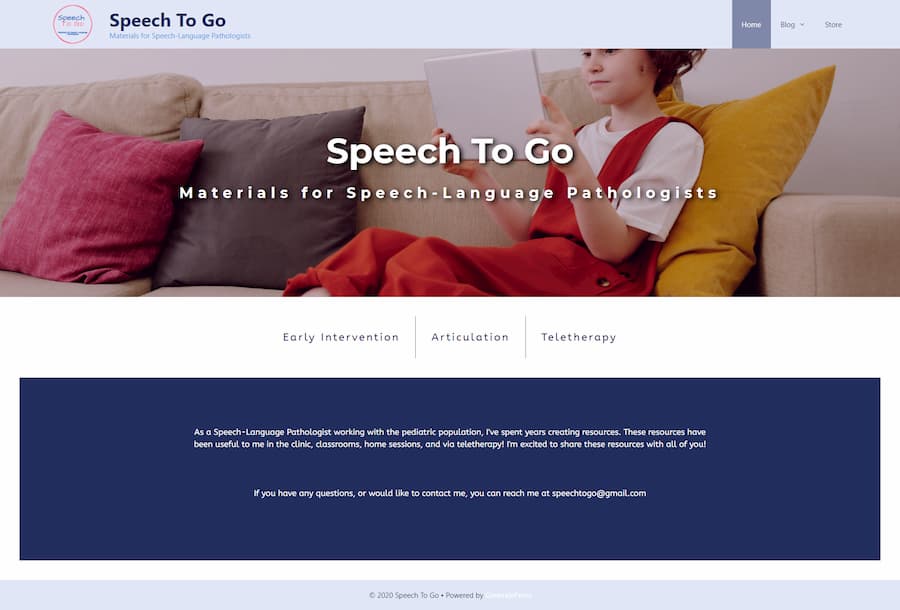 Speech
To Go
Speech To Go
Materials for Speech-Language Pathologists
Home
Blog
Store
Speech To Go
Materials for Speech-Language Pathologists
Early Intervention
Articulation
Teletherapy
As a Speech-Language Pathologist working with the pediatric population, I've spent years creating resources. These resources have
been useful to me in the clinic, classrooms, home sessions, and via teletherapy! I'm excited to share these resources with all of you!
If you have any questions, or would like to contact me, you can reach me at speechtogo@gmail.com
© 2020 Speech To Go • Powered by GeneratePress